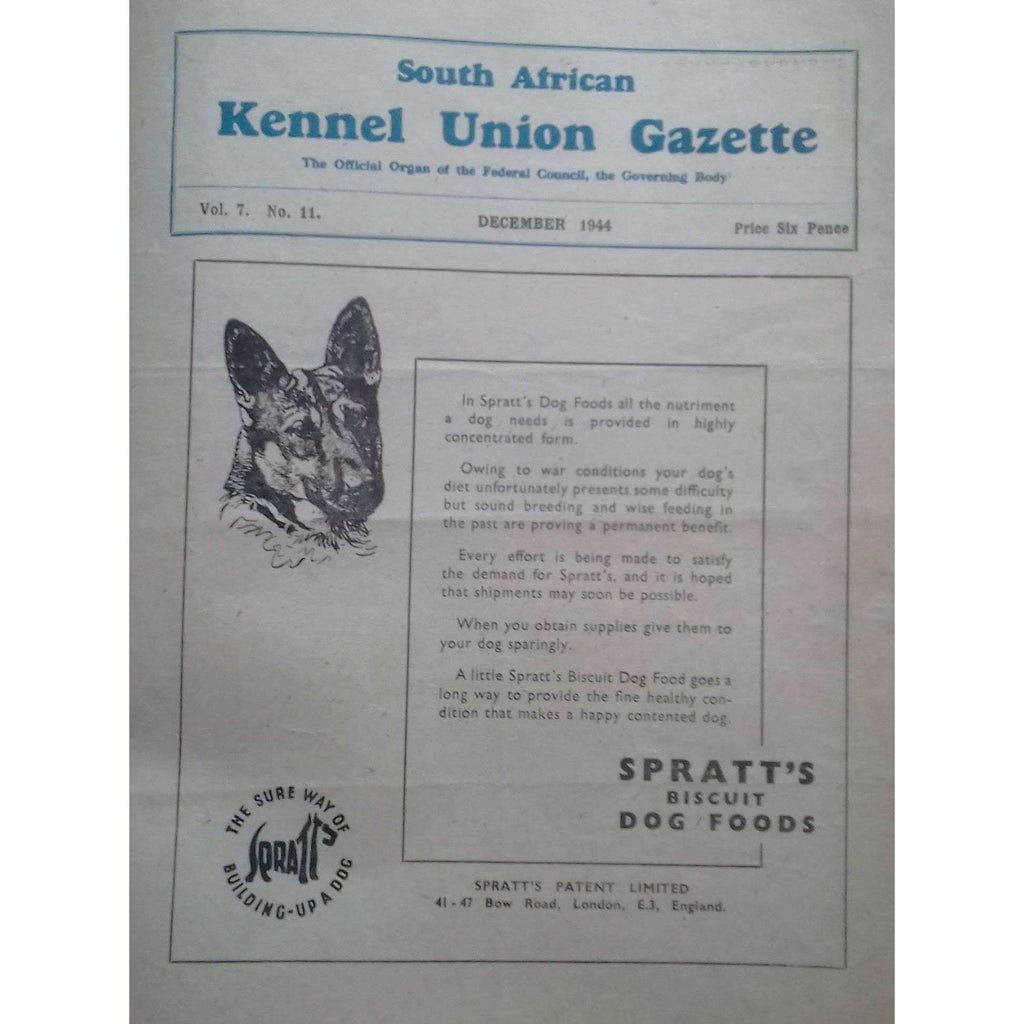 South African
Kennel Union Gazette
The Official Organ of the Federal Council, the Governing Body
Vol. 7. No. 11.
DECEMBER 1944
Price Six Pence
In Spratt's Dog Foods all the nutriment
a dog needs is provided in highly
concentrated form.
Owing to war conditions your dog's
diet unfortunately presents some difficulty
but sound breeding and wise feeding in
the past are proving a permanent benefit.
Every effort is being made to satisfy
the demand for Spratt's, and it is hoped
that shipments may soon be possible.
When you obtain supplies give them to
your dog sparingly.
A little Spratt's Biscuit Dog Food goes a
long way to provide the fine healthy con-
dition that makes a happy contented dog.
SPRATT'S
BISCUIT
DOG FOODS
THE SURE WAY OF
SPRATT'S
BUILDING-UP A DOG
SPRATT'S PATENT LIMITED
41-47 Bow Road, London, E.3, England.